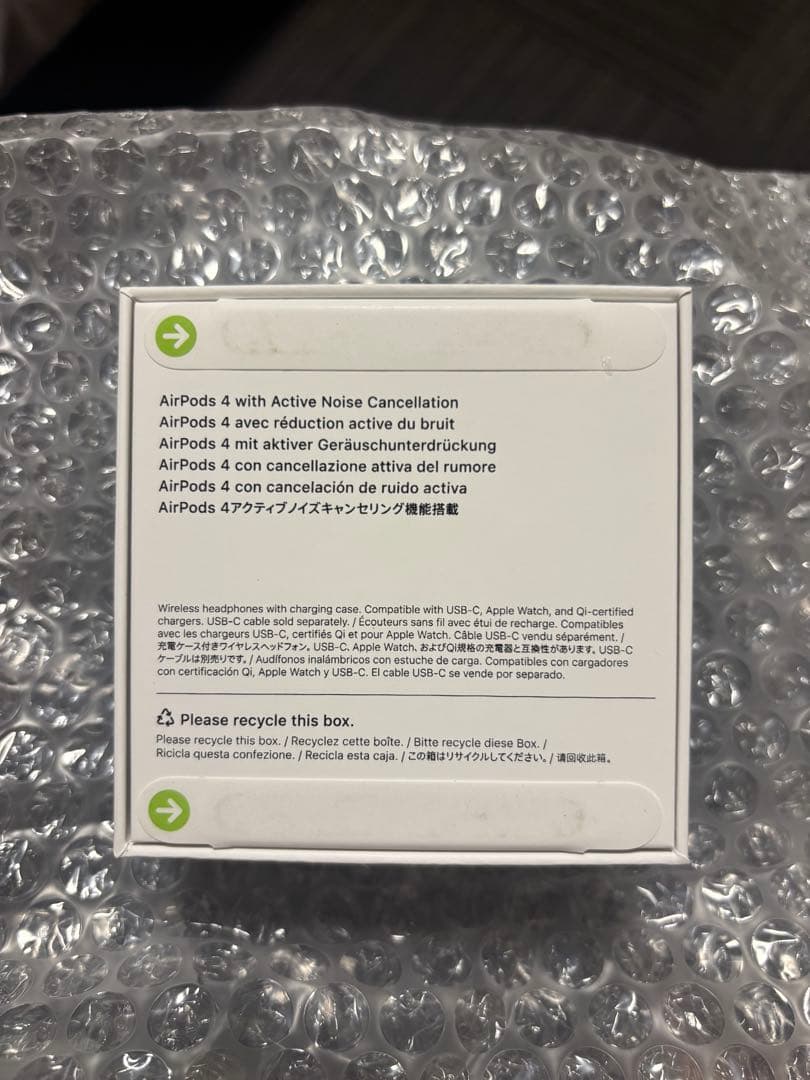 AirPods 4 with Active Noise Cancellation
AirPods 4 avec réduction active du bruit
AirPods 4 mit aktiver Geräuschunterdrückung
AirPods 4 con cancellazione attiva del rumore
AirPods 4 con cancelación de ruido activa
AirPods 4アクティブノイズキャンセリング機能搭載
Wireless headphones with charging case. Compatible with USB-C, Apple Watch, and Qi-certified
chargers. USB-C cable sold separately. / Écouteurs sans fil avec étui de recharge. Compatibles
avec les chargeurs USB-C, certifiés Qi et pour Apple Watch. Câble USB-C vendu séparément. /
充電ケース付きワイヤレスヘッドフォン。USB-C、Apple Watch、およびQi規格の充電器と互換性があります。USB-C
ケーブルは別売りです。/ Audífonos inalámbricos con estuche de carga. Compatibles con cargadores
con certificación Qi, Apple Watch y USB-C. El cable USB-C se vende por separado.
Please recycle this box.
Please recycle this box. / Recyclez cette boîte. / Bitte recycle diese Box. /
Ricicla questa confezione. / Recicla esta caja. / この箱はリサイクルしてください。/ 请回收此箱。